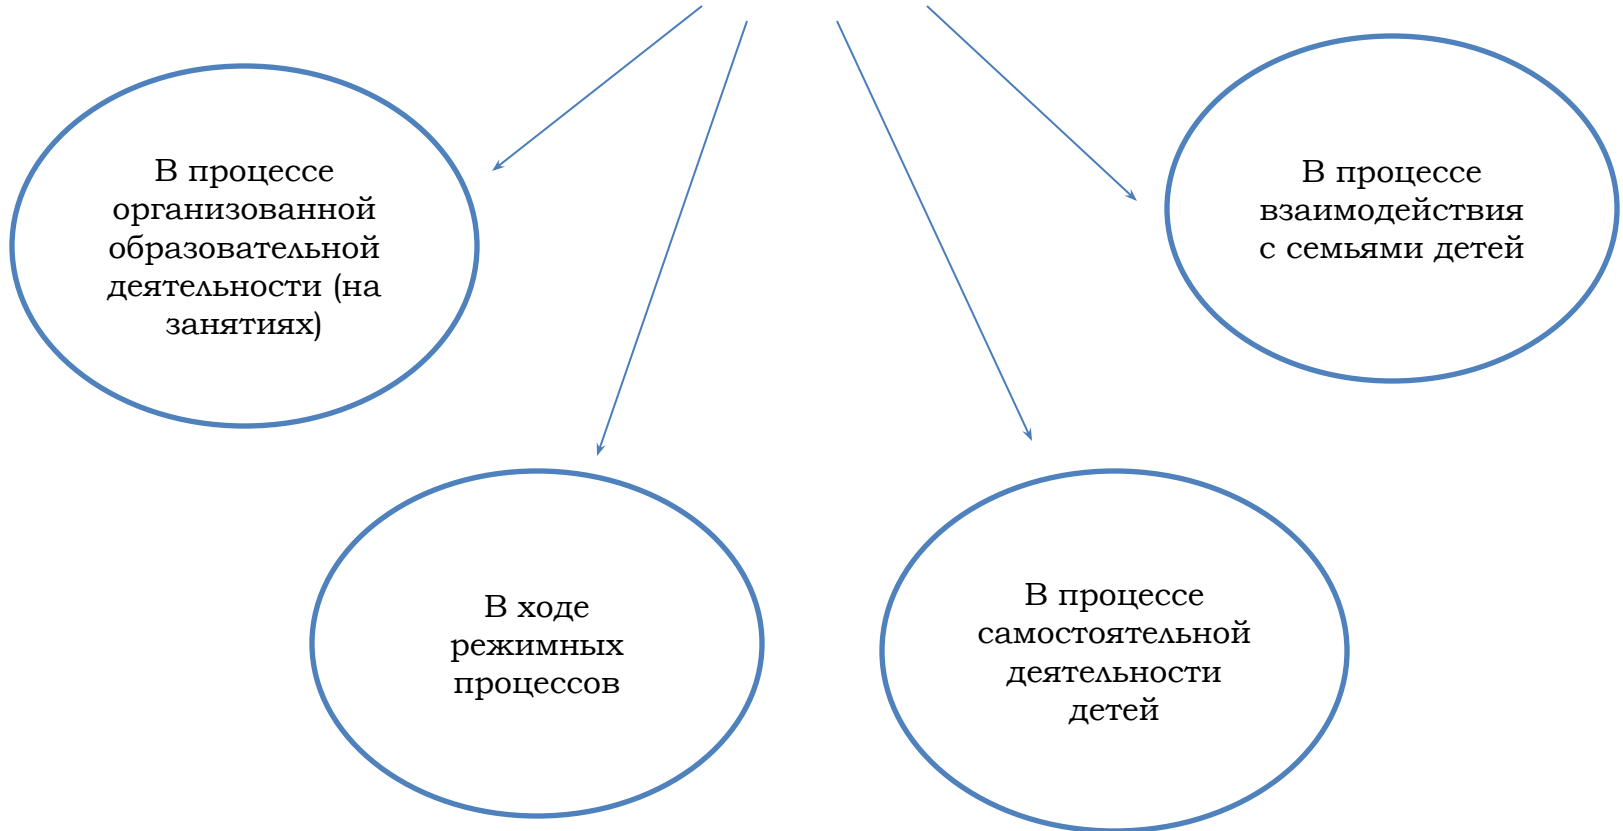 В процессе
организованной
образовательной
деятельности (на
занятиях)
В процессе
взаимодействия
с семьями детей
В ходе
режимных
процессов
В процессе
самостоятельной
деятельности
детей